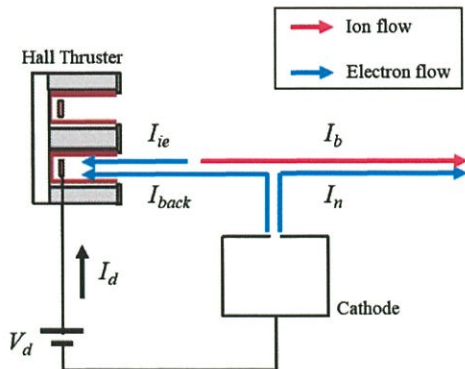 Ion flow
Electron flow
Hall Thruster
I_ie
I_b
I_back
I_n
I_d
V_d
Cathode